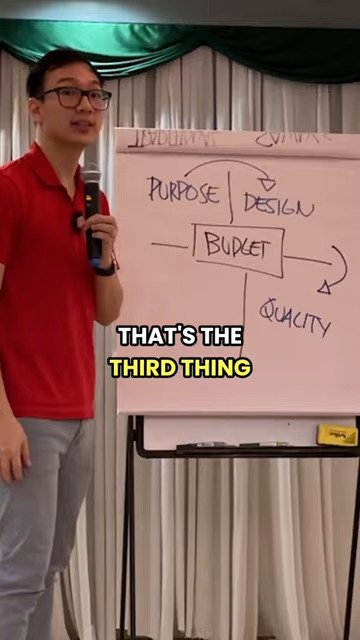 PURPOSE
DESIGN
BUDGET
QUALITY
THAT'S THE
THIRD THING